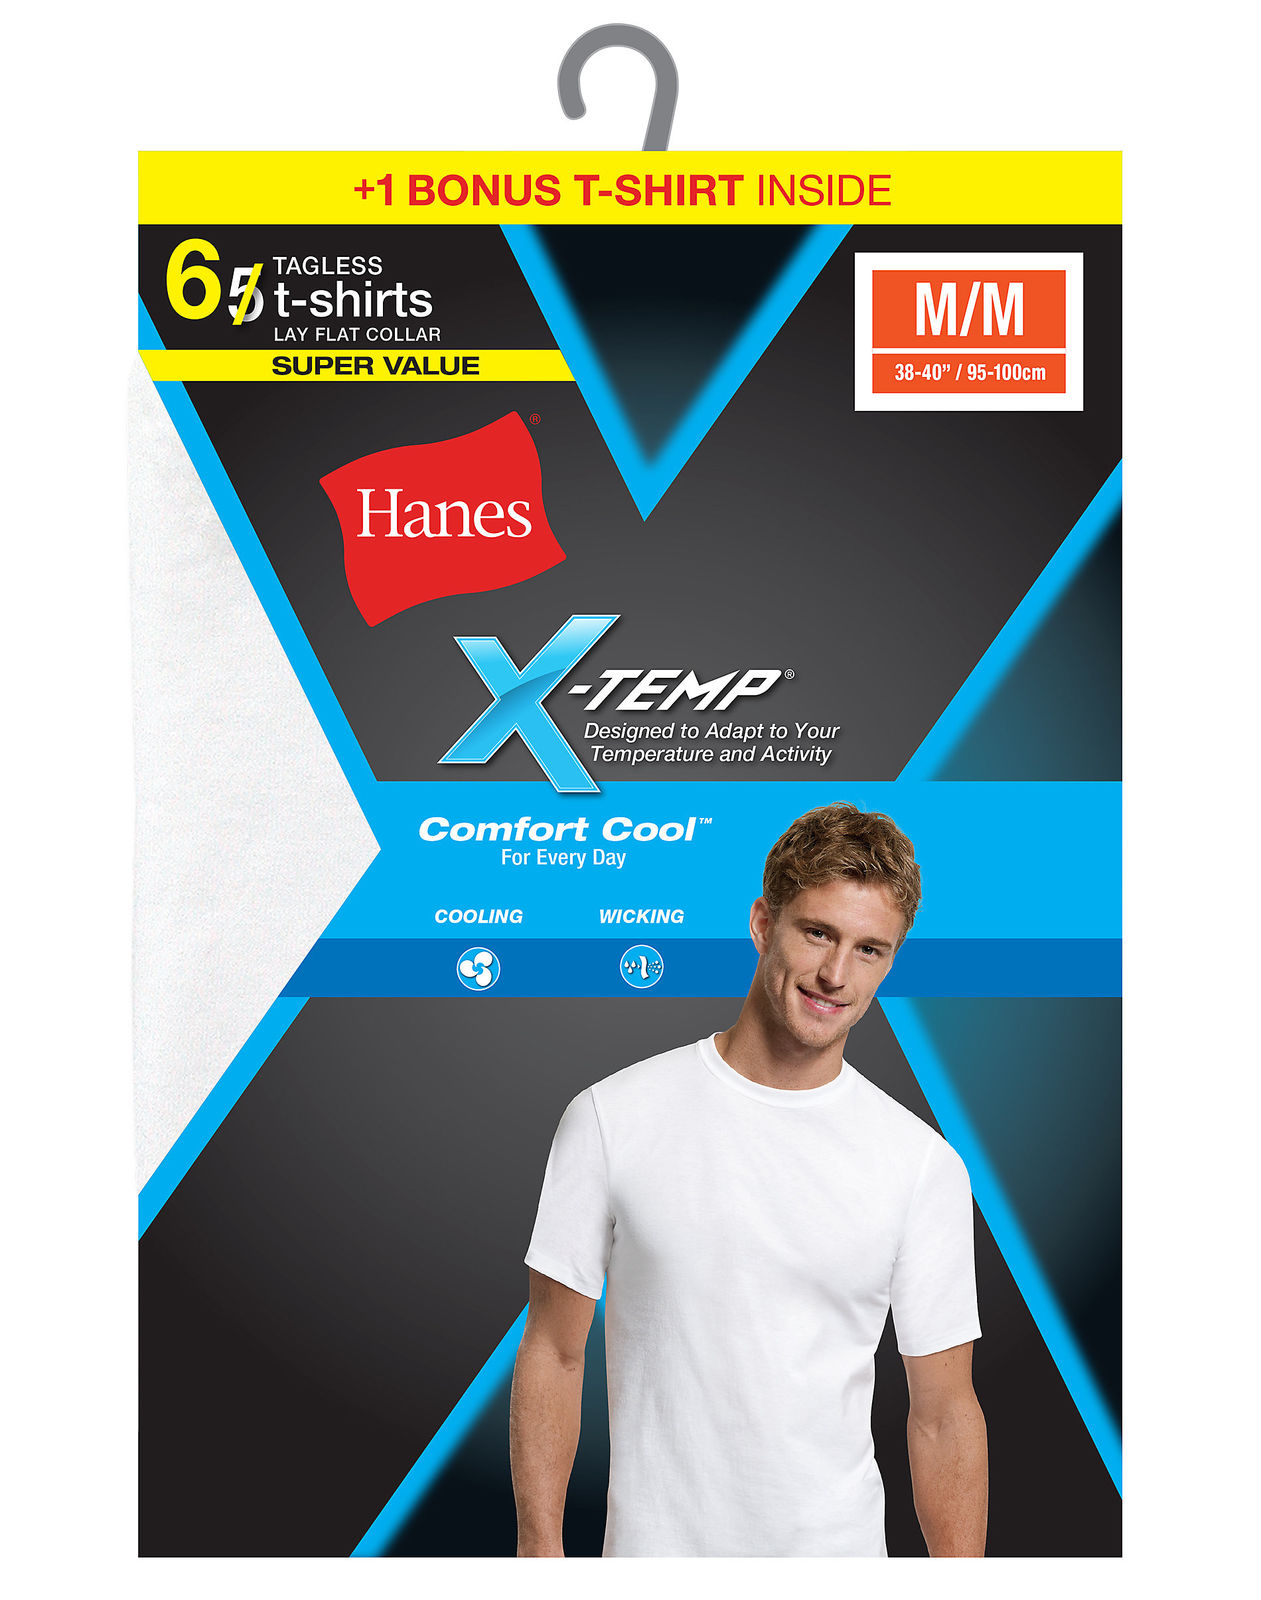 +1 BONUS T-SHIRT INSIDE
6 5 TAGLESS
t-shirts
LAY FLAT COLLAR
SUPER VALUE
M/M
38-40” / 95-100cm
Hanes®
X-TEMP®
Designed to Adapt to Your
Temperature and Activity
Comfort Cool™
For Every Day
COOLING WICKING